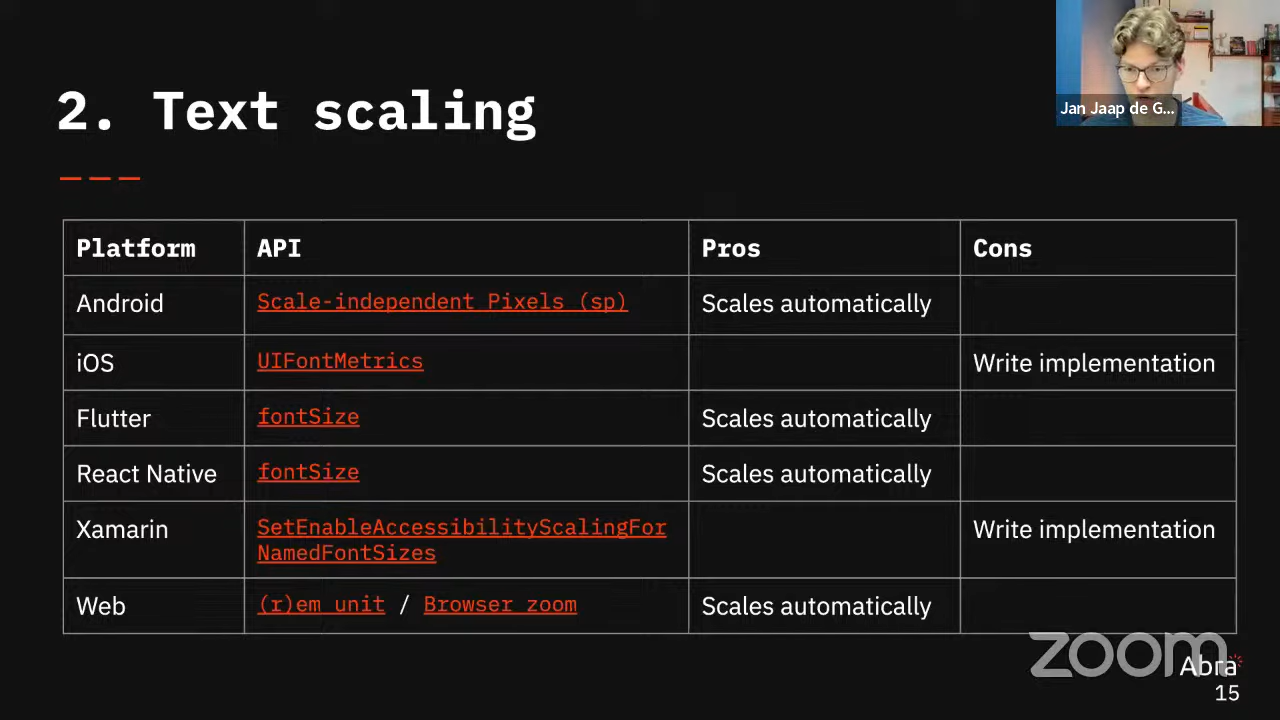 2. Text scaling
Jan Jaap de G...
Platform API Pros Cons
Android Scale-independent Pixels (sp) Scales automatically
iOS UIFontMetrics Write implementation
Flutter fontSize Scales automatically
React Native fontSize Scales automatically
Xamarin SetEnableAccessibilityScalingFor Write implementation
NamedFontSizes
Web (r)em unit / Browser zoom Scales automatically
zoom
Abra
15